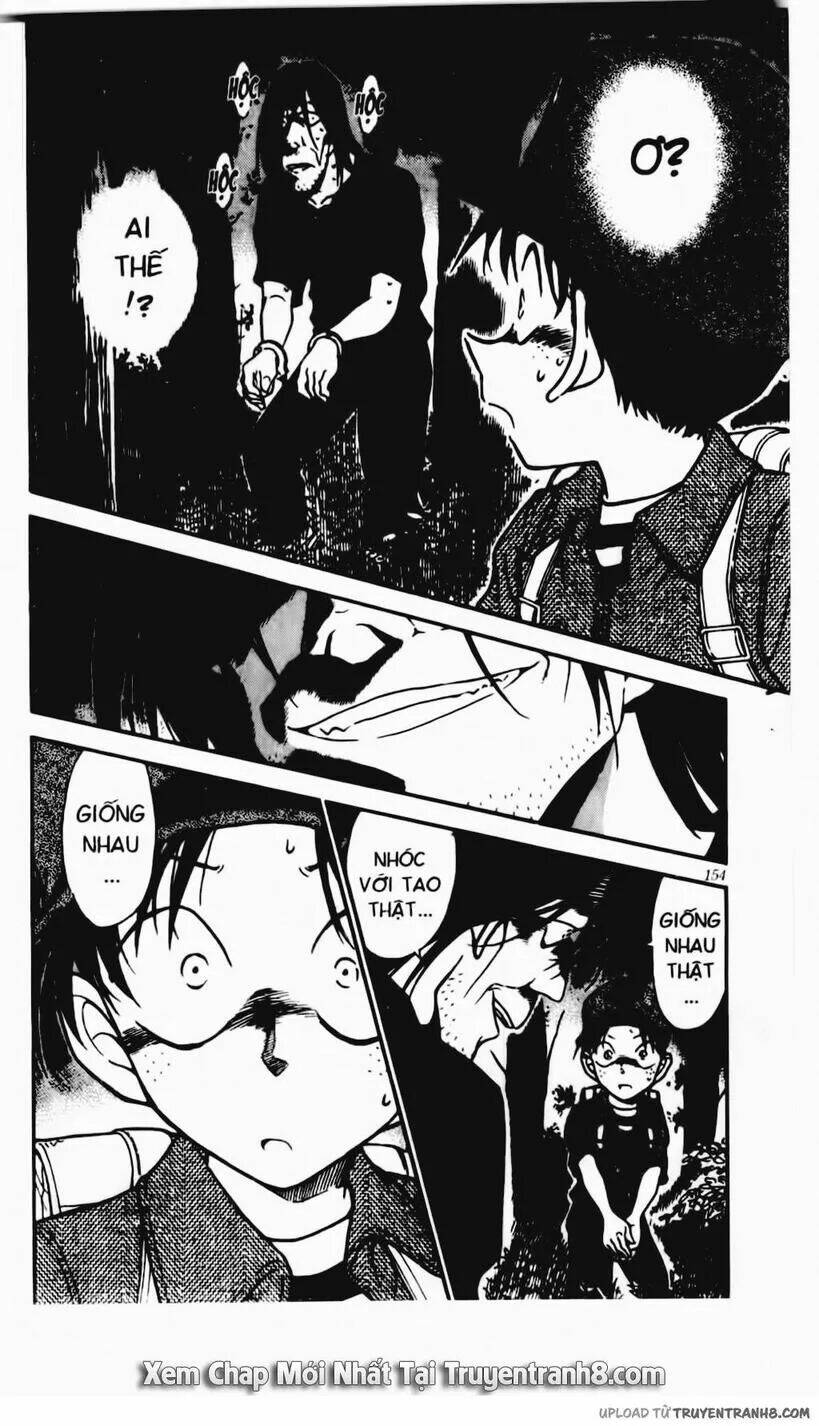 Ơ?
HỘC
HỘC
HỘC
AI
THẾ
!?
GIỐNG
NHAU
THẬT
...
NHÓC
VỚI TAO
THẬT...
GIỐNG
NHAU
...
154
Xem Chap Mới Nhất Tại Truyentranh8.com
UPLOAD TỪ TRUYENTRANH8.COM